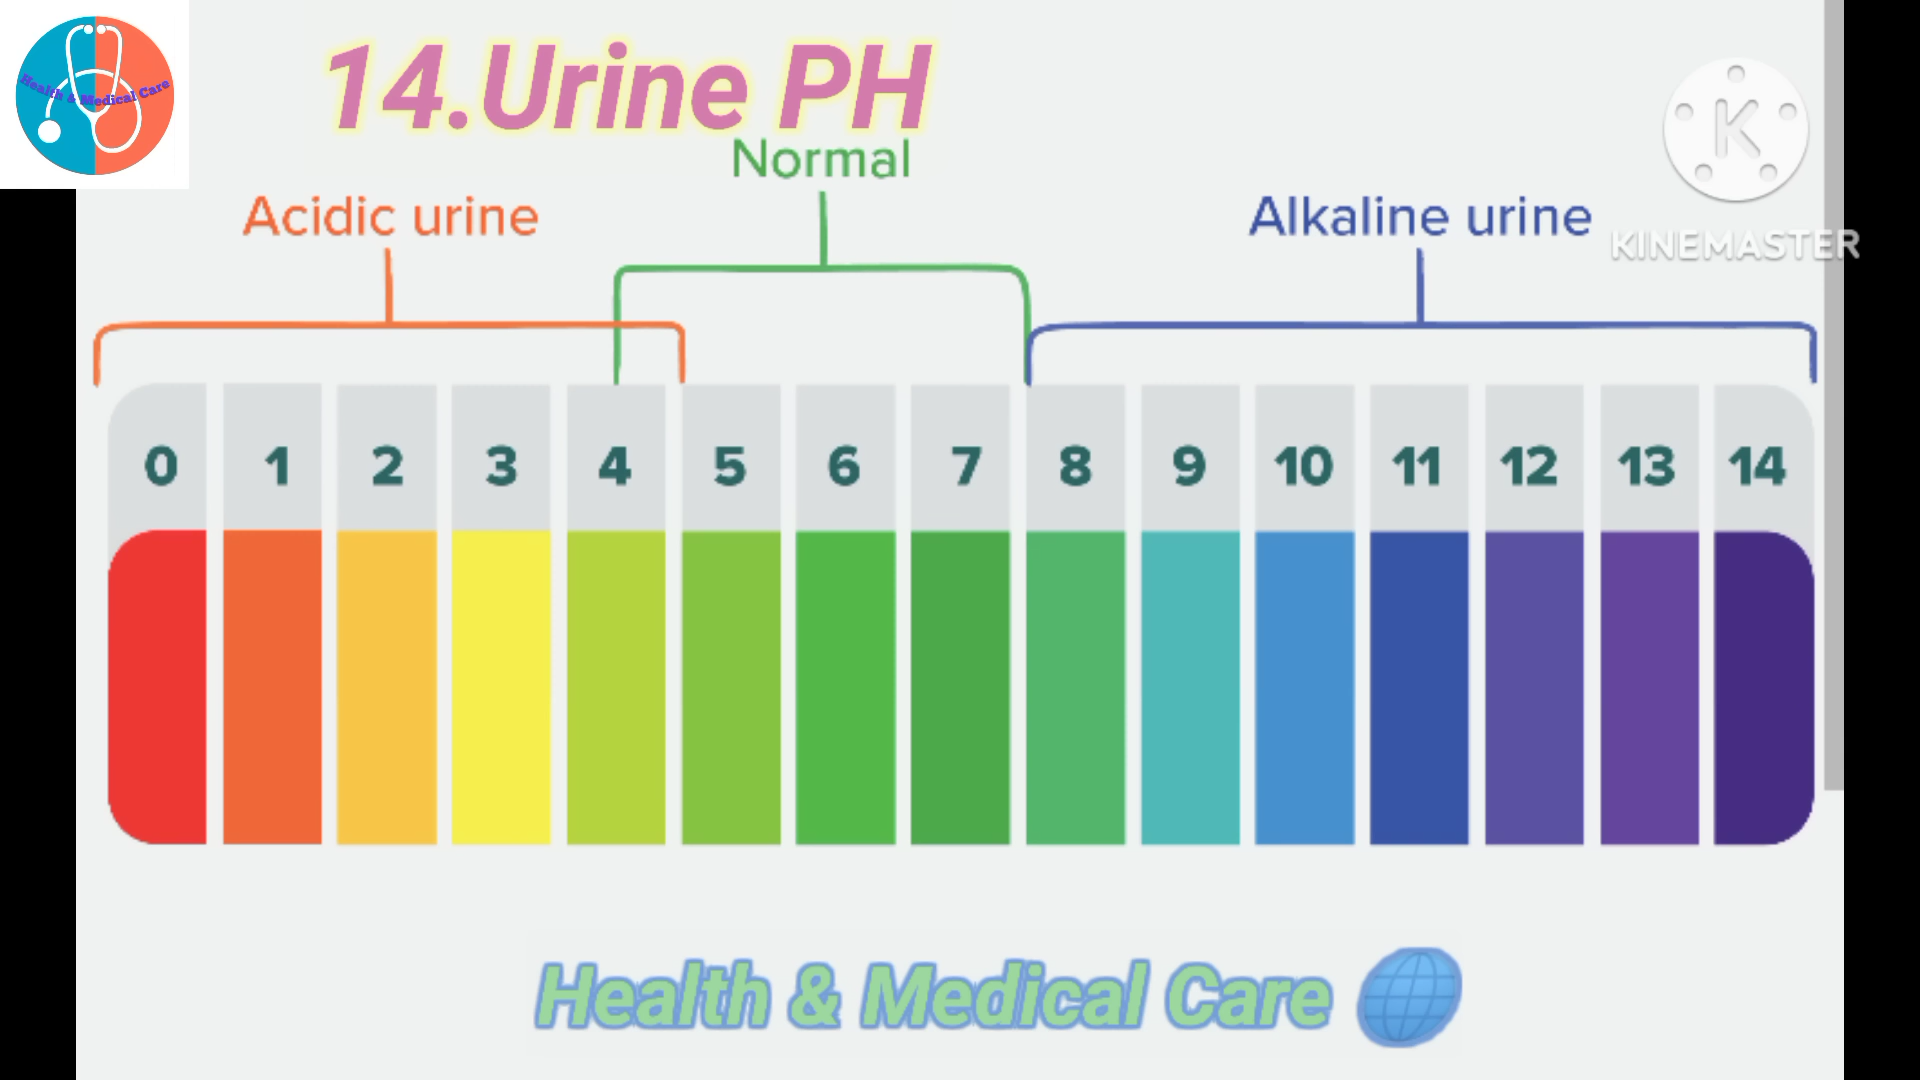 Health & Medical Care
14.Urine PH
Normal
Acidic urine
Alkaline urine
K
KINEMASTER
0 1 2 3 4 5 6 7 8 9 10 11 12 13 14
Health & Medical Care